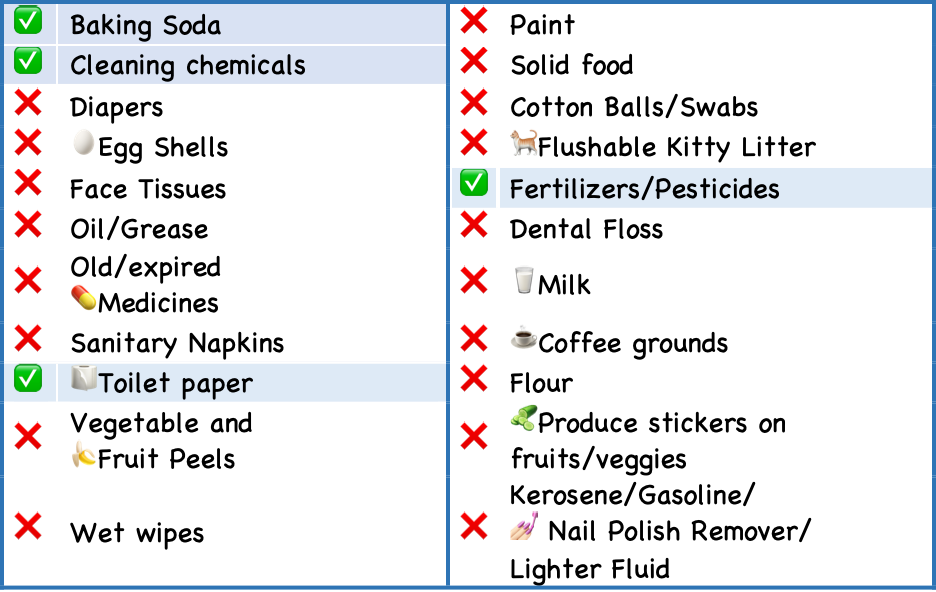 Baking Soda
Cleaning chemicals
Diapers
Egg Shells
Face Tissues
Oil/Grease
Old/expired
Medicines
Sanitary Napkins
Toilet paper
Vegetable and
Fruit Peels
Wet wipes
Paint
Solid food
Cotton Balls/Swabs
Flushable Kitty Litter
Fertilizers/Pesticides
Dental Floss
Milk
Coffee grounds
Flour
Produce stickers on
fruits/veggies
Kerosene/Gasoline/
Nail Polish Remover/
Lighter Fluid